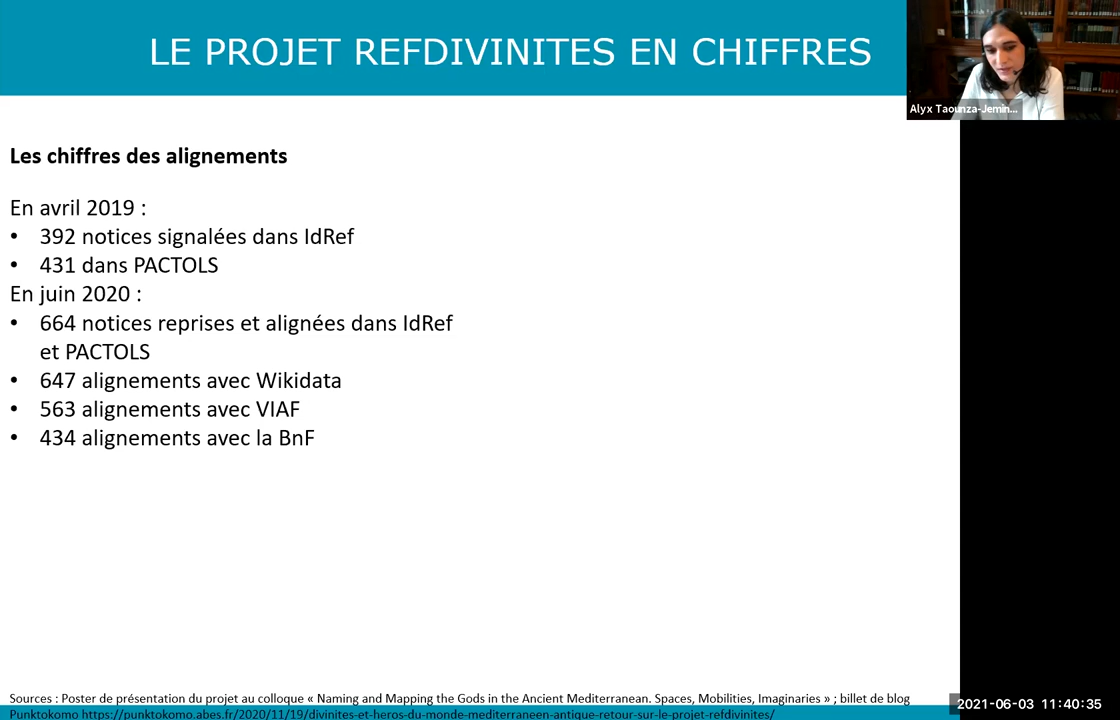 LE PROJET REFDIVINITES EN CHIFFRES
Alyx Taounza-Jemin...
Les chiffres des alignements
En avril 2019 :
• 392 notices signalées dans IdRef
• 431 dans PACTOLS
En juin 2020 :
• 664 notices reprises et alignées dans IdRef
et PACTOLS
• 647 alignements avec Wikidata
• 563 alignements avec VIAF
• 434 alignements avec la BnF
Sources : Poster de présentation du projet au colloque « Naming and Mapping the Gods in the Ancient Mediterranean. Spaces, Mobilities, Imaginaries » ; billet de blog
Punktokomo https://punktokomo.abes.fr/2020/11/19/divinites-et-heros-du-monde-mediterraneen-antique-retour-sur-le-projet-refdivinites/
2021-06-03 11:40:35